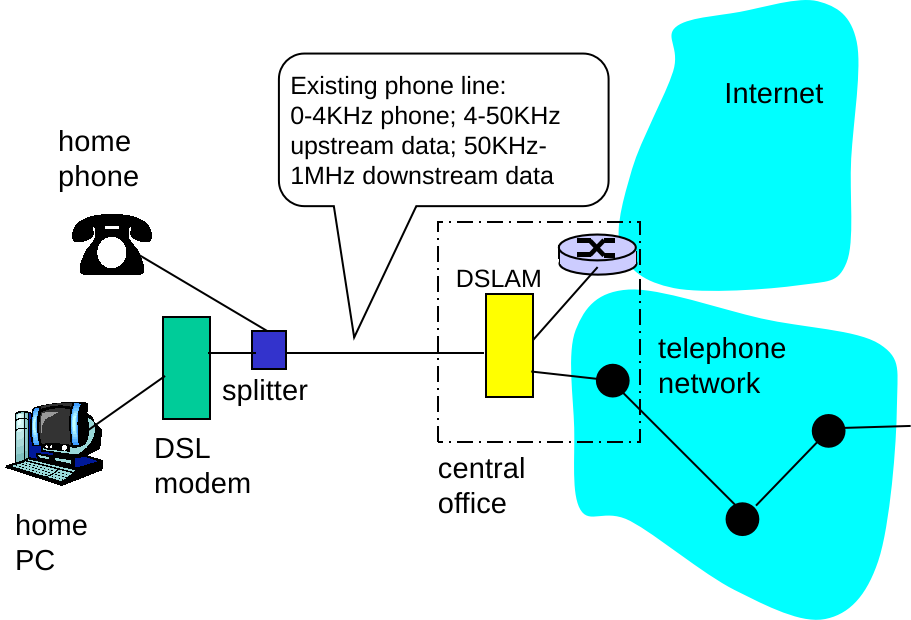 Existing phone line:
0-4KHz phone; 4-50KHz
upstream data; 50KHz-
1MHz downstream data
Internet
home
phone
DSLAM
telephone
network
splitter
DSL
modem
central
office
home
PC